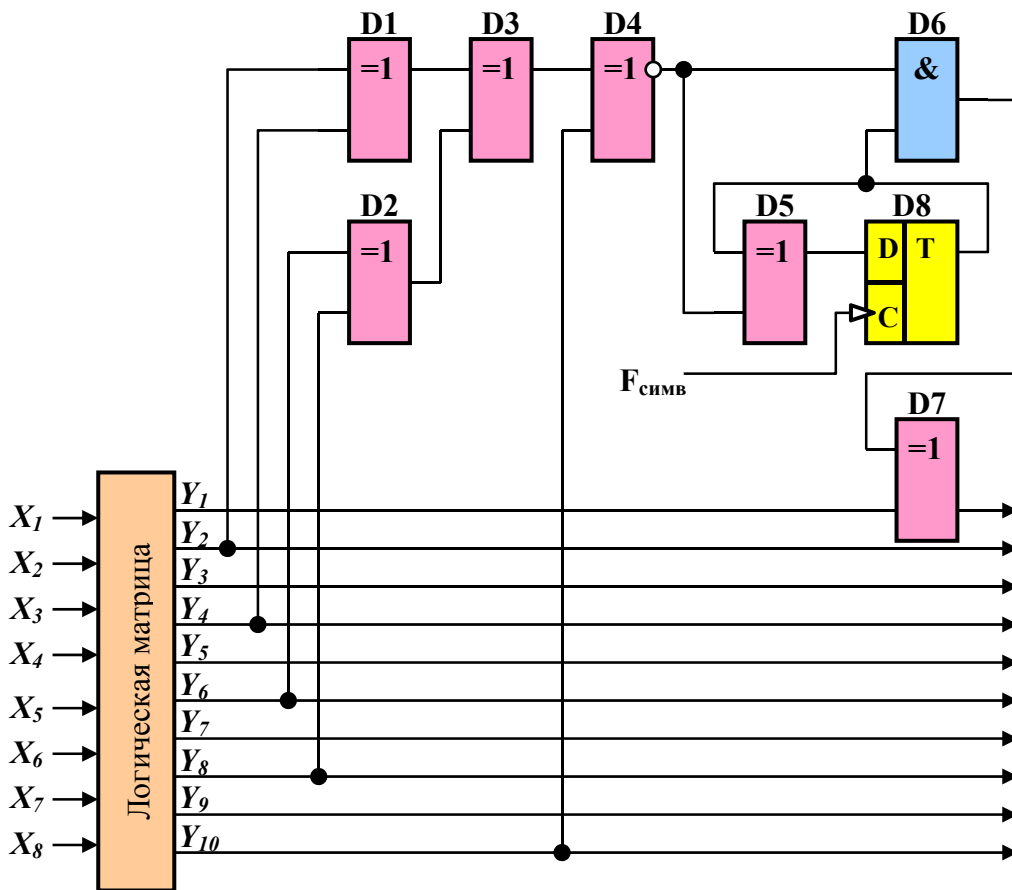 D1 D3 D4 D6
=1 =1 =1 &
D2 D5 D8
=1 =1 D T
C
Fсимв
D7
=1
Логическая матрица
X1
X2
X3
X4
X5
X6
X7
X8
Y1
Y2
Y3
Y4
Y5
Y6
Y7
Y8
Y9
Y10